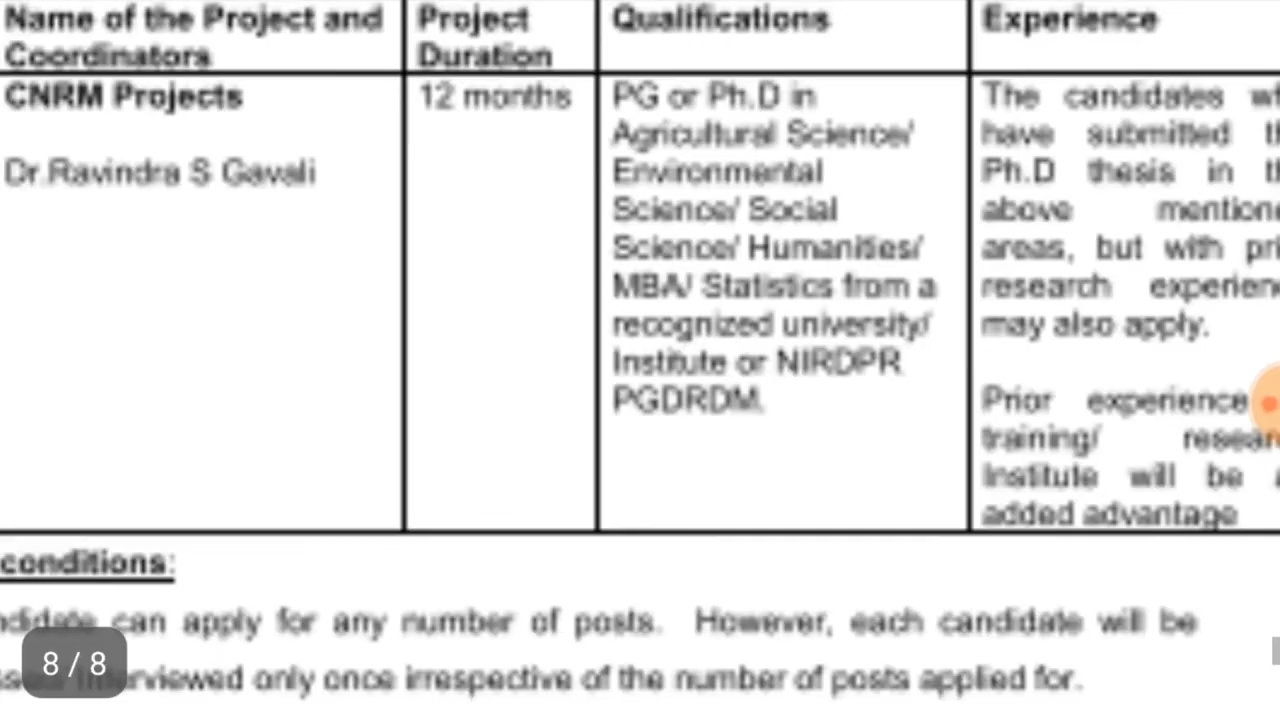 Name of the Project and
Coordinators
Project
Duration
Qualifications
Experience
CNRM Projects
Dr.Ravindra S Gavali
12 months
PG or Ph.D in
Agricultural Science/
Environmental
Science/ Social
Science/ Humanities/
MBA/ Statistics from a
recognized university/
Institute or NIRDPR
PGDRDM.
The candidates
have submitted
Ph.D thesis in
above
areas, but with
research
may also apply.
Prior experience
training/
Institute will be
added advantage
conditions:
can apply for any number of posts. However, each candidate will be
only once irrespective of the number of posts applied for.
8 / 8